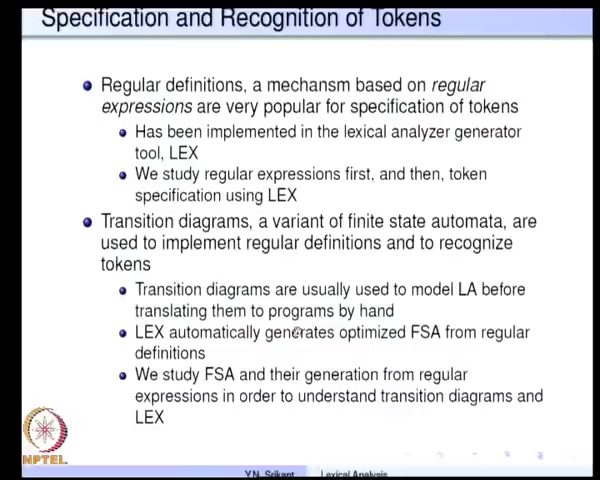 Specification and Recognition of Tokens
Regular definitions, a mechansm based on regular
expressions are very popular for specification of tokens
Has been implemented in the lexical analyzer generator
tool, LEX
We study regular expressions first, and then, token
specification using LEX
Transition diagrams, a variant of finite state automata, are
used to implement regular definitions and to recognize
tokens
Transition diagrams are usually used to model LA before
translating them to programs by hand
LEX automatically generates optimized FSA from regular
definitions
We study FSA and their generation from regular
expressions in order to understand transition diagrams and
LEX
NPTEL
Y.N. Srikant Lexical Analysis